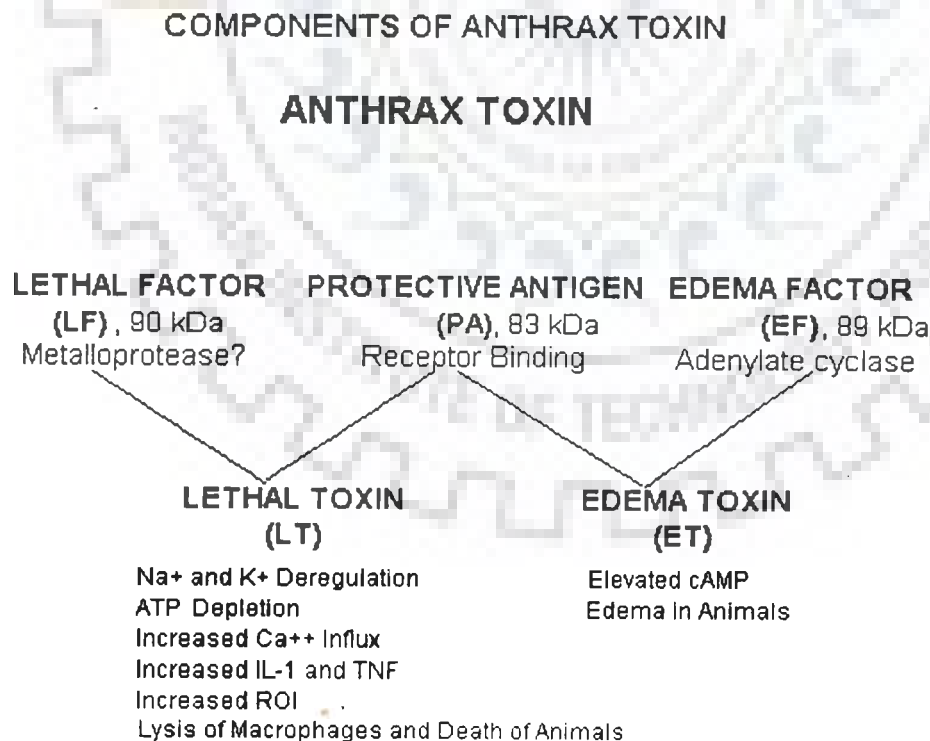 COMPONENTS OF ANTHRAX TOXIN
ANTHRAX TOXIN
LETHAL FACTOR PROTECTIVE ANTIGEN EDEMA FACTOR
(LF), 90 kDa (PA), 83 kDa (EF), 89 kDa
Metalloprotease? Receptor Binding Adenylate cyclase
LETHAL TOXIN EDEMA TOXIN
(LT) (ET)
Na+ and K+ Deregulation Elevated cAMP
ATP Depletion Edema in Animals
Increased Ca++ Influx
Increased IL-1 and TNF
Increased ROI
Lysis of Macrophages and Death of Animals